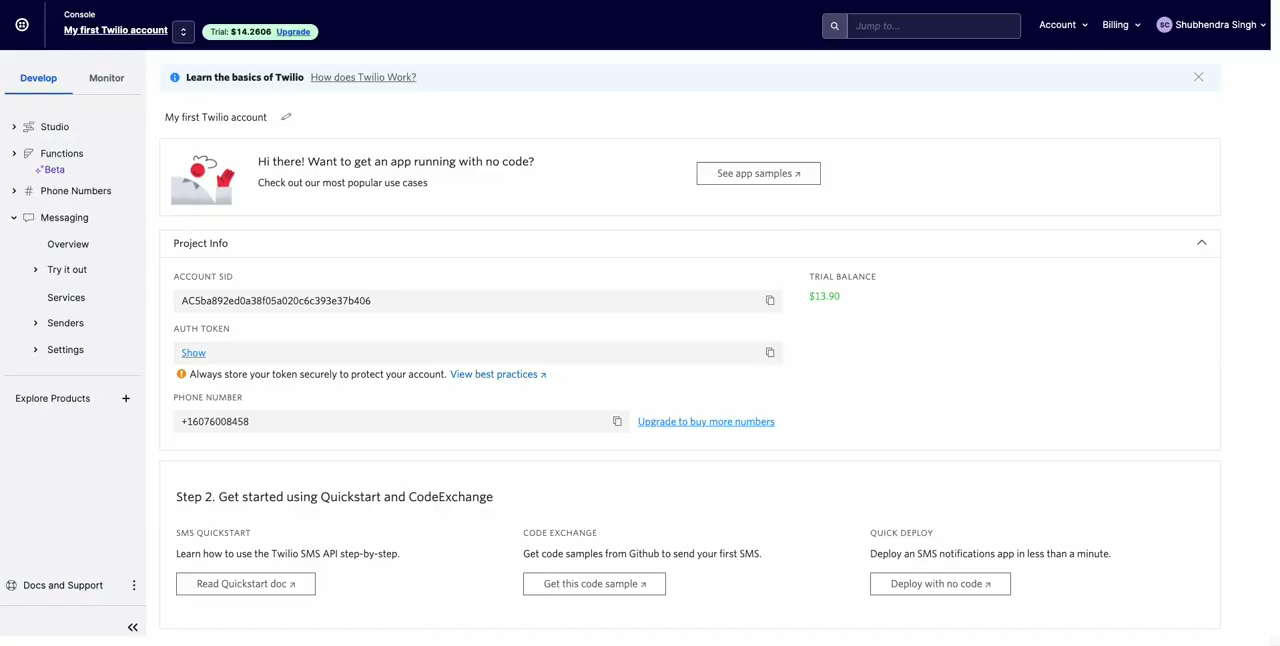 Console
My first Twilio account
Trial: $14.2606 Upgrade
Jump to...
Account
Billing
SC Shubhendra Singh
Develop
Monitor
Studio
Functions
Beta
Phone Numbers
Messaging
Overview
Try it out
Services
Senders
Settings
Explore Products
Docs and Support
Learn the basics of Twilio How does Twilio Work?
My first Twilio account
Hi there! Want to get an app running with no code?
Check out our most popular use cases
See app samples
Project Info
ACCOUNT SID
AC5ba892ed0a38f05a020c6c393e37b406
TRIAL BALANCE
$13.90
AUTH TOKEN
Show
Always store your token securely to protect your account. View best practices
PHONE NUMBER
+16076008458
Upgrade to buy more numbers
Step 2. Get started using Quickstart and CodeExchange
SMS QUICKSTART
Learn how to use the Twilio SMS API step-by-step.
Read Quickstart doc
CODE EXCHANGE
Get code samples from Github to send your first SMS.
Get this code sample
QUICK DEPLOY
Deploy an SMS notifications app in less than a minute.
Deploy with no code